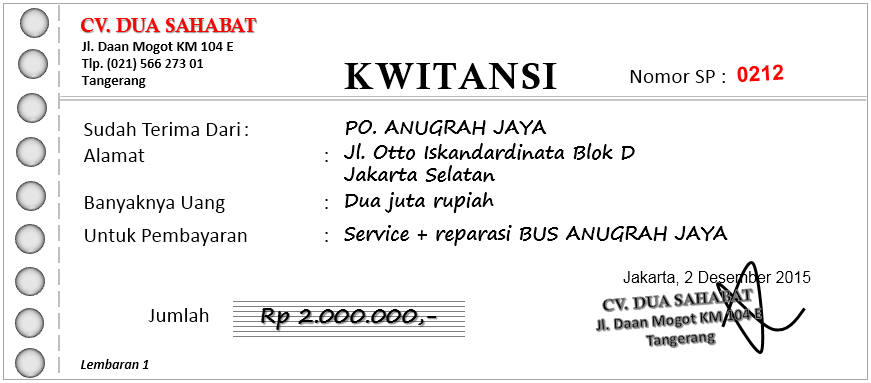 CV. DUA SAHABAT
Jl. Daan Mogot KM 104 E
Tlp. (021) 566 273 01
Tangerang
KWITANSI
Nomor SP : 0212
Sudah Terima Dari : PO. ANUGRAH JAYA
Alamat : Jl. Otto Iskandardinata Blok D
Jakarta Selatan
Banyaknya Uang : Dua juta rupiah
Untuk Pembayaran : Service + reparasi BUS ANUGRAH JAYA
Jakarta, 2 Desember 2015
CV. DUA SAHABAT
Jl. Daan Mogot KM 104 E
Tangerang
Jumlah Rp 2.000.000,-
Lembaran 1